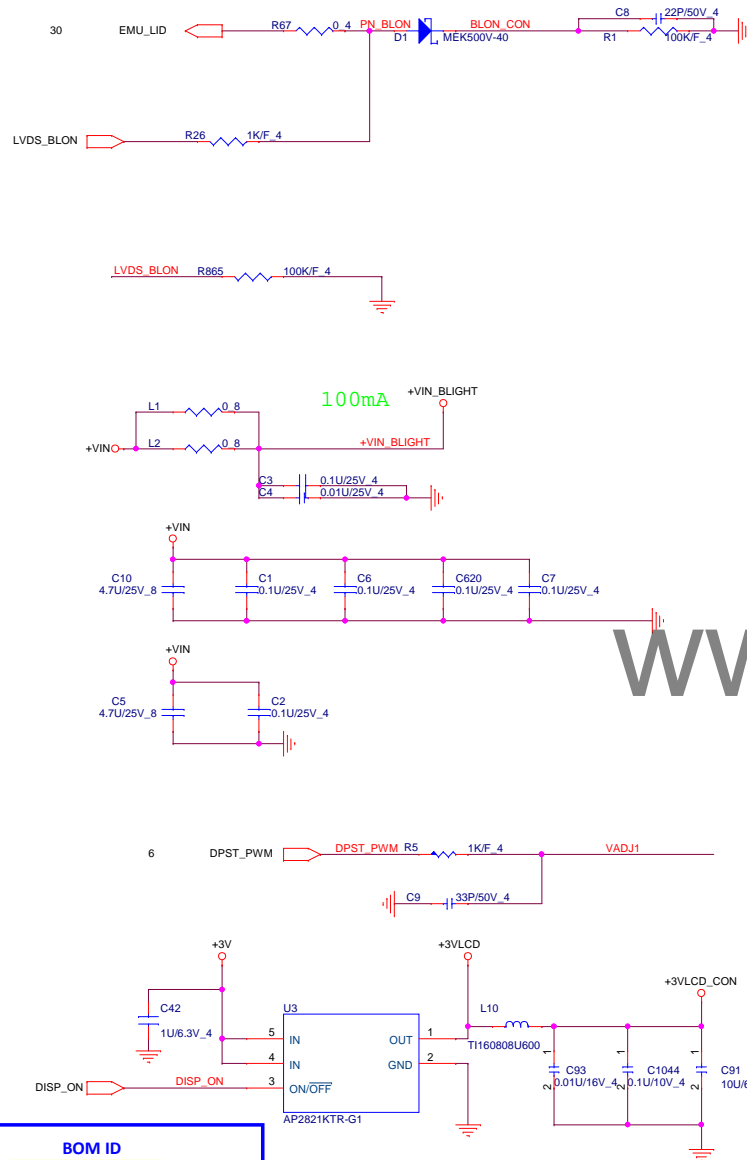 30 EMU_LID R67 0_4 PN_BLON D1 MEK500V-40 BLON_CON C8 22P/50V_4 R1 100K/F_4
LVDS_BLON R26 1K/F_4
LVDS_BLON R865 100K/F_4
100mA
+VIN_BLIGHT
L1 0_8
+VIN L2 0_8 +VIN_BLIGHT
C3 0.1U/25V_4
C4 0.01U/25V_4
+VIN
C10 C1 C6 C620 C7
4.7U/25V_8 0.1U/25V_4 0.1U/25V_4 0.1U/25V_4 0.1U/25V_4
+VIN
C5 C2
4.7U/25V_8 0.1U/25V_4
6 DPST_PWM DPST_PWM R5 1K/F_4 VADJ1
C9 33P/50V_4
+3V +3VLCD
+3VLCD_CON
C42 U3 L10
1U/6.3V_4 5 IN OUT 1 TI160808U600
4 IN GND 2
DISP_ON DISP_ON 3 ON/OFF
AP2821KTR-G1
1 1 1
C93 C1044 C91
0.01U/16V_4 0.1U/10V_4
2 2 2
BOM ID